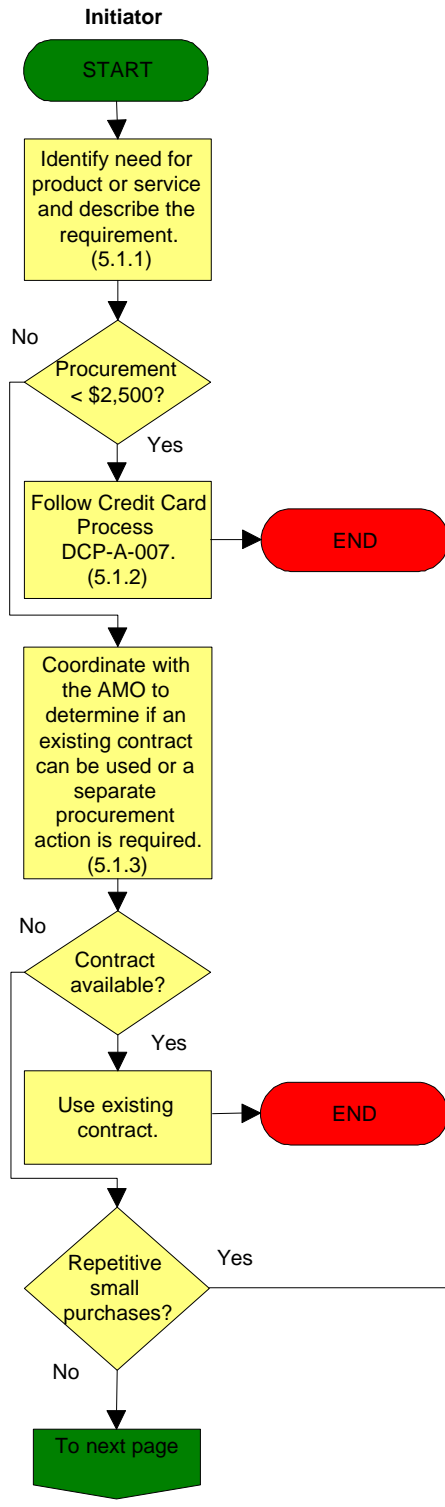 Initiator
START
Identify need for
product or service
and describe the
requirement.
(5.1.1)
No
Procurement
< $2,500?
Yes
Follow Credit Card
Process
DCP-A-007.
(5.1.2)
END
Coordinate with
the AMO to
determine if an
existing contract
can be used or a
separate
procurement
action is required.
(5.1.3)
No
Contract
available?
Yes
Use existing
contract.
END
Repetitive
small
purchases?
Yes
No
To next page